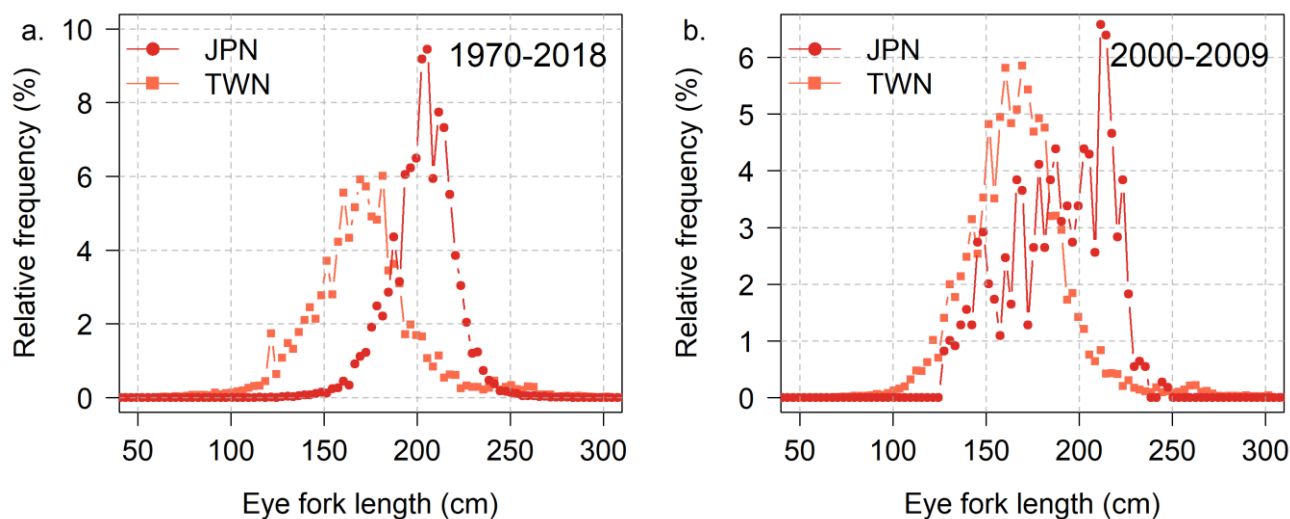 a.
JPN
TWN
1970-2018
Relative frequency (%)
10
8
6
4
2
0
50 100 150 200 250 300
Eye fork length (cm)
b.
JPN
TWN
2000-2009
Relative frequency (%)
6
5
4
3
2
1
0
50 100 150 200 250 300
Eye fork length (cm)